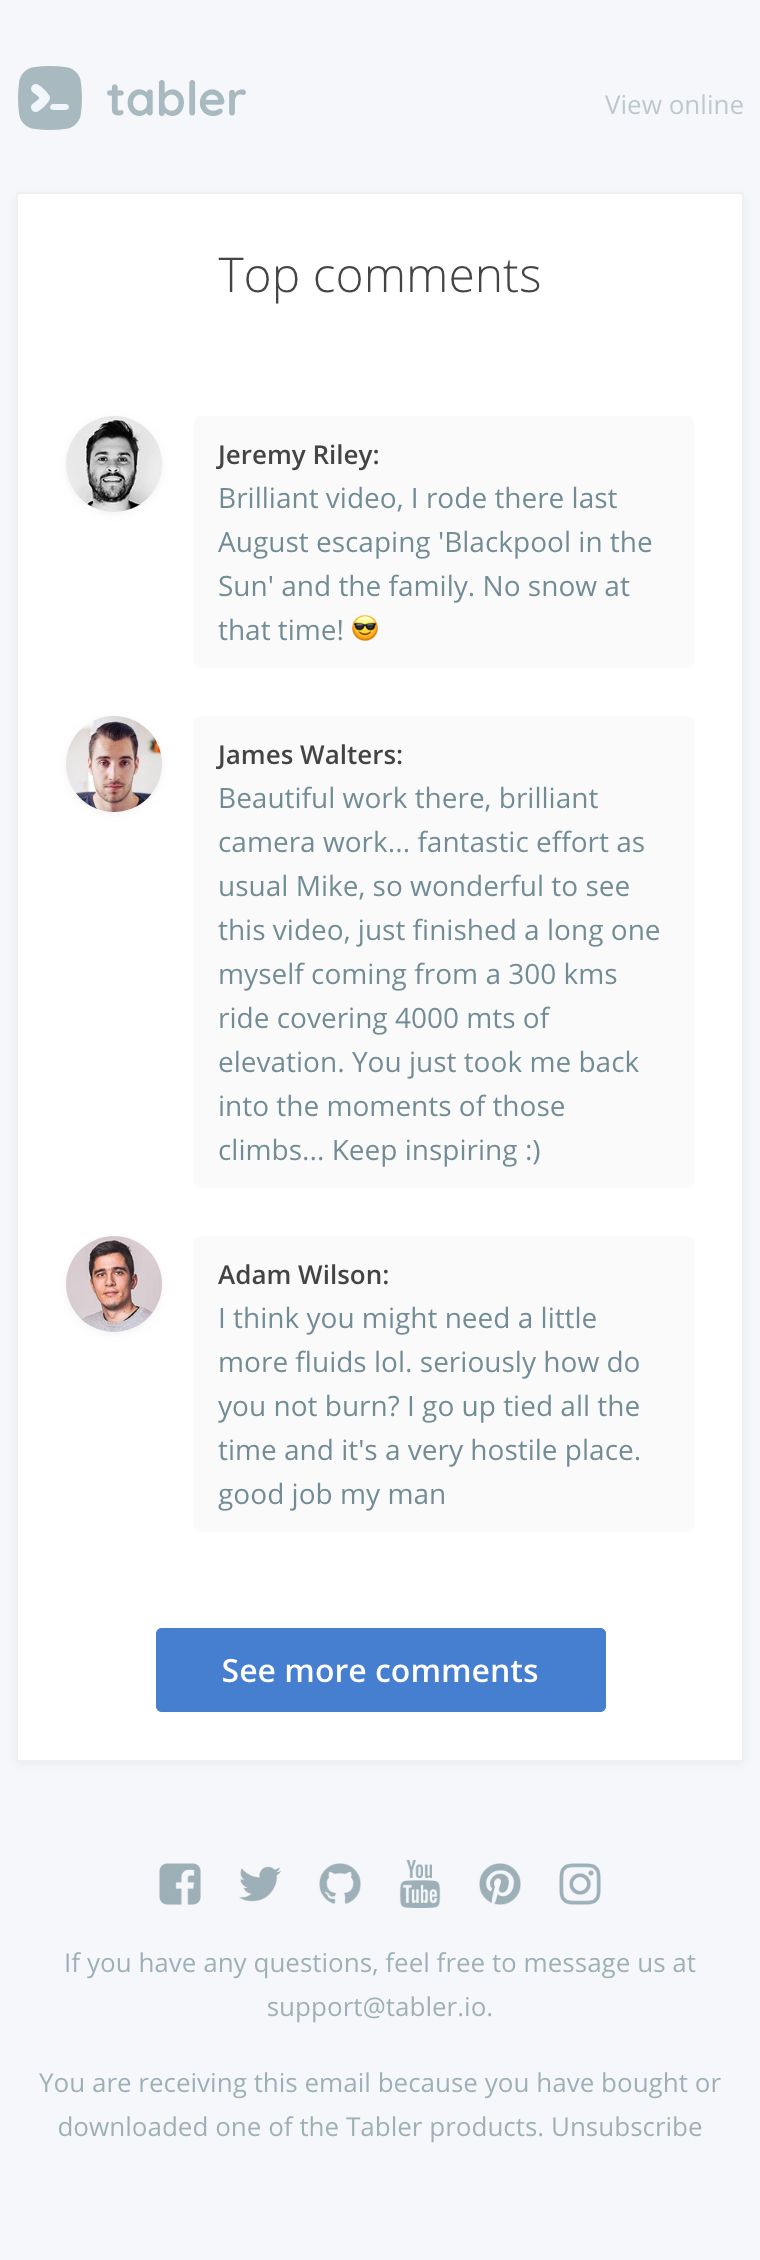 tabler
View online
Top comments
Jeremy Riley:
Brilliant video, I rode there last
August escaping 'Blackpool in the
Sun' and the family. No snow at
that time! 😎
James Walters:
Beautiful work there, brilliant
camera work... fantastic effort as
usual Mike, so wonderful to see
this video, just finished a long one
myself coming from a 300 kms
ride covering 4000 mts of
elevation. You just took me back
into the moments of those
climbs... Keep inspiring :)
Adam Wilson:
I think you might need a little
more fluids lol. seriously how do
you not burn? I go up tied all the
time and it's a very hostile place.
good job my man
See more comments
You
Tube
If you have any questions, feel free to message us at
support@tabler.io.
You are receiving this email because you have bought or
downloaded one of the Tabler products. Unsubscribe